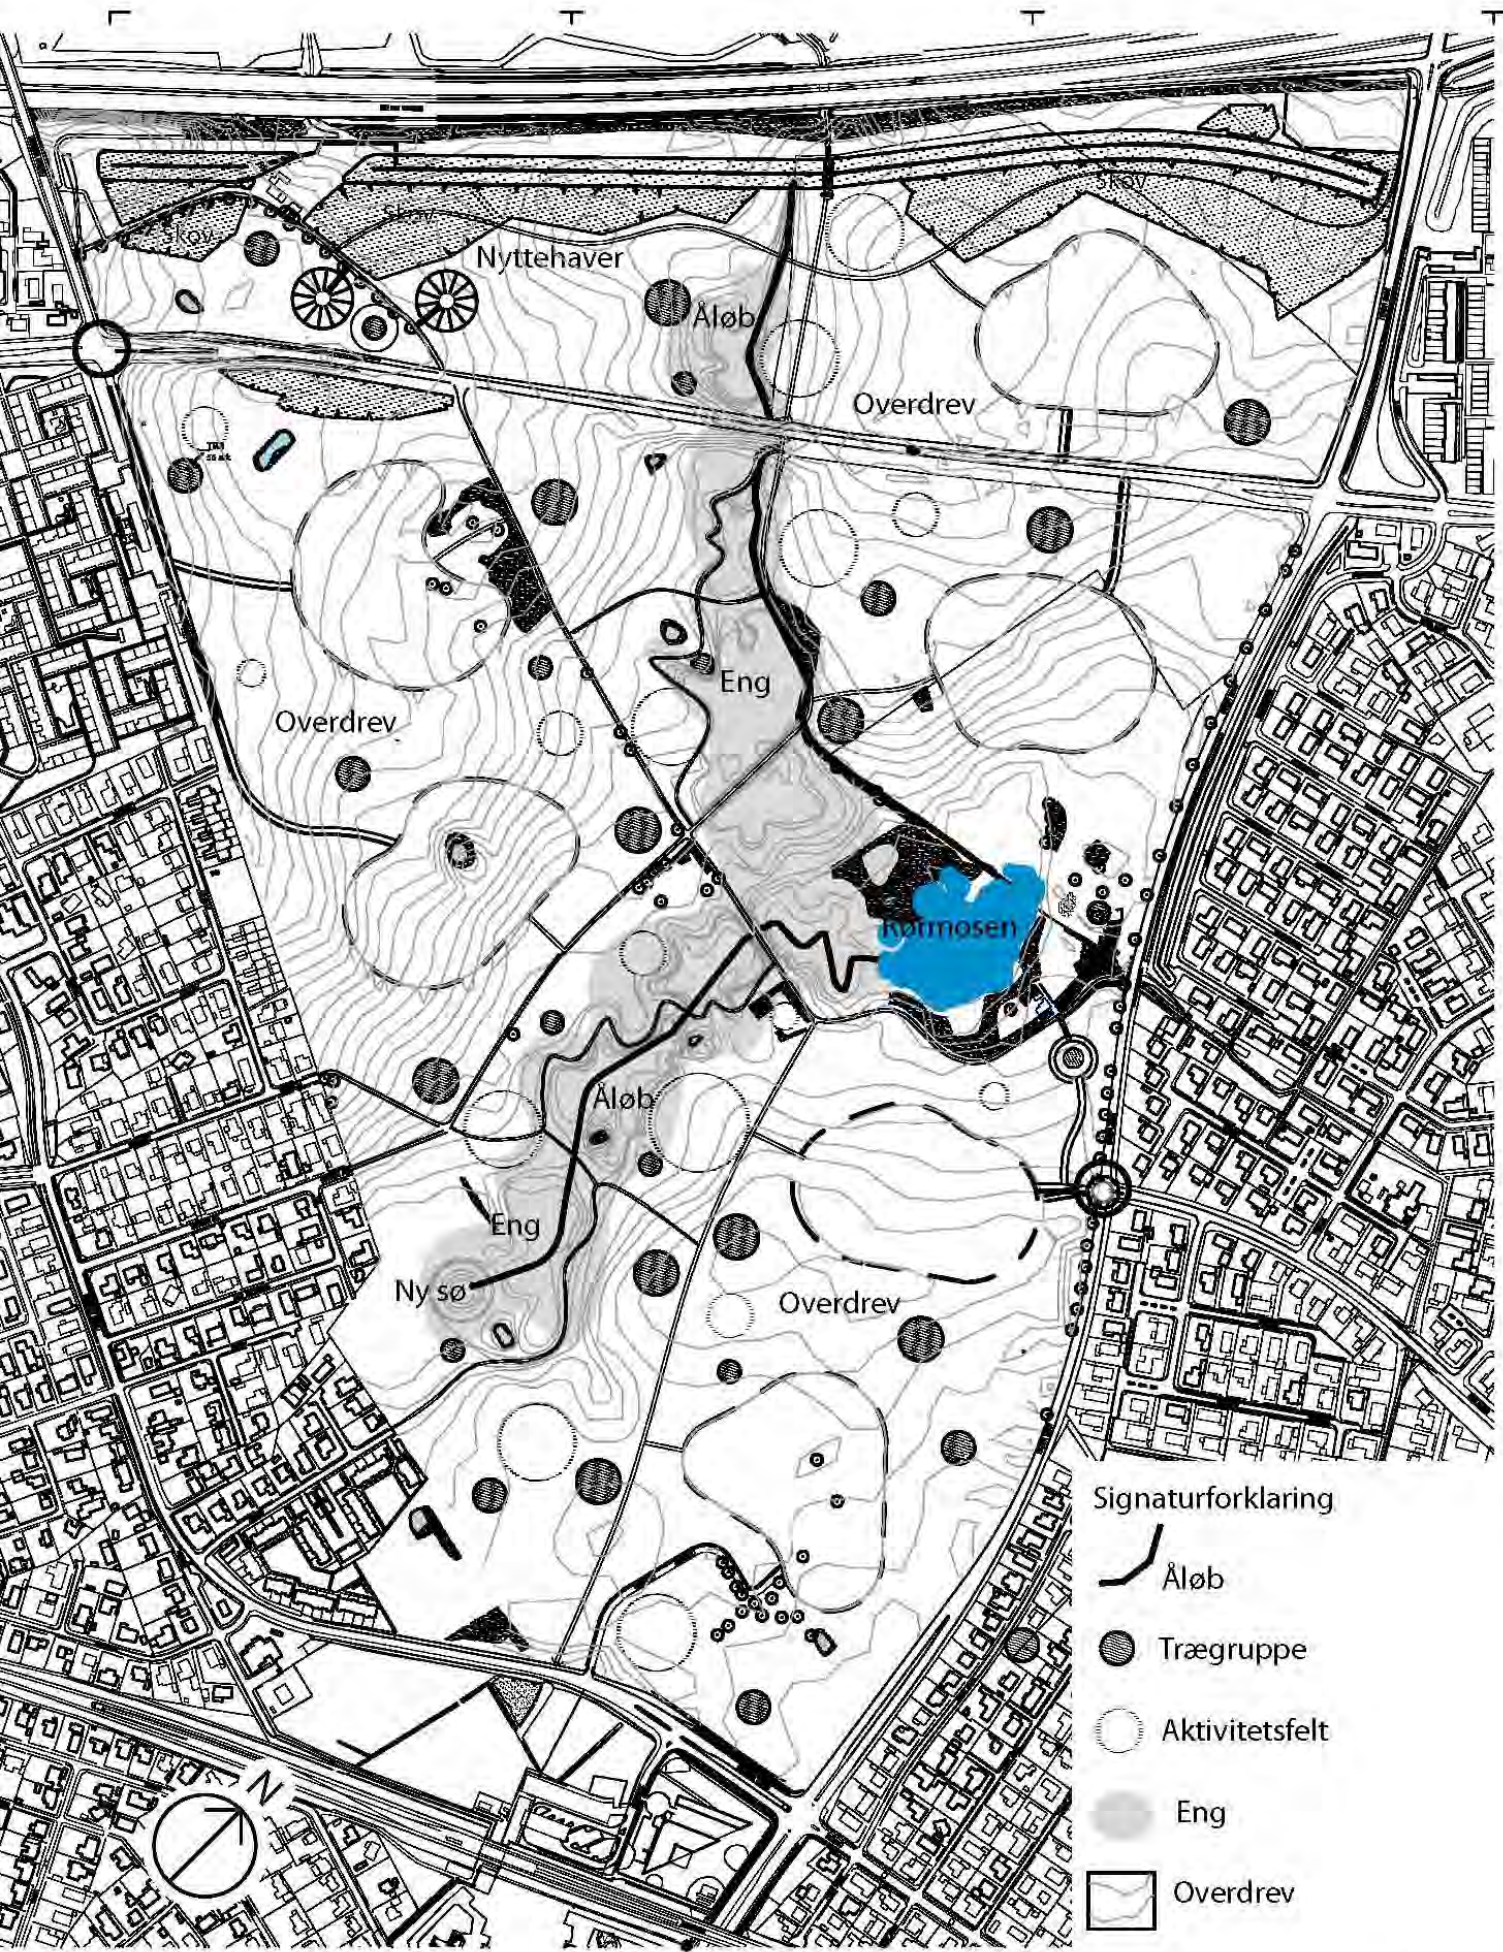 Skov
Skov
Skov
Nyttehaver
Åløb
Overdrev
Eng
Overdrev
Rørmosen
Åløb
Eng
Ny sø
Overdrev
Signaturforklaring
Åløb
Trægruppe
Aktivitetsfelt
Eng
N
Overdrev